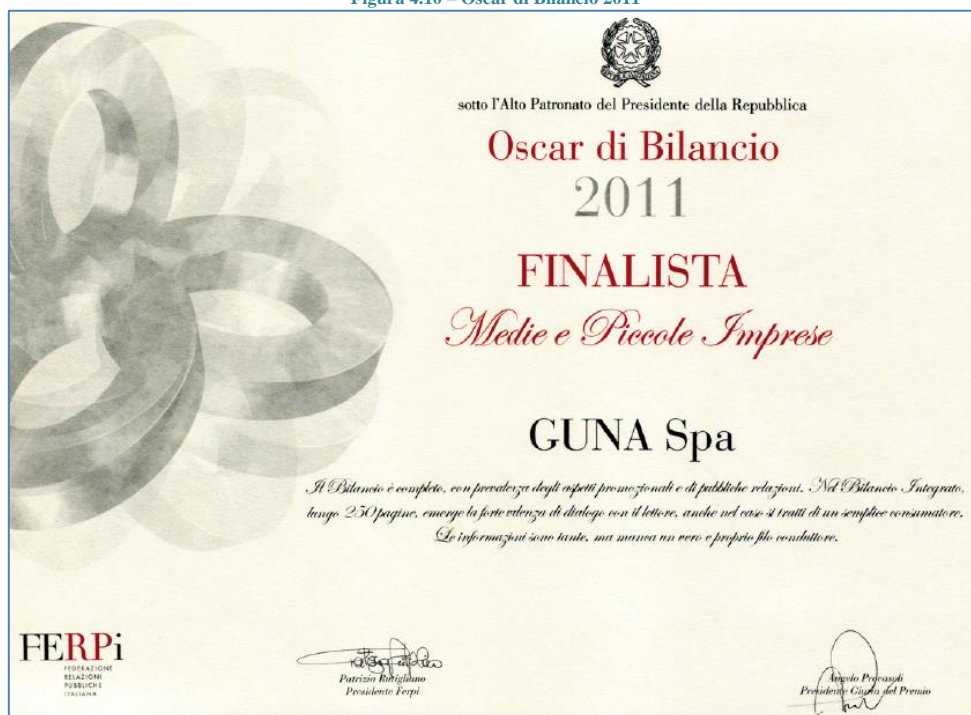 Figura 4.10 – Oscar di Bilancio 2011
sotto l'Alto Patronato del Presidente della Repubblica
Oscar di Bilancio
2011
FINALISTA
Medie e Piccole Imprese
GUNA Spa
Il Bilancio è completo, con prevalenza degli aspetti promozionali e di pubbliche relazioni. Nel Bilancio Integrato,
lungo 250 pagine, emerge la forte valenza di dialogo con il lettore, anche nel caso si tratti di un semplice consumatore.
Le informazioni sono tante, ma manca un vero e proprio filo conduttore.
FERPi
FEDERAZIONE
RELAZIONI
PUBBLICHE
ITALIANA
Patrizia Rutigliano
Presidente Ferpi
Angelo Provasoli
Presidente Giuria del Premio